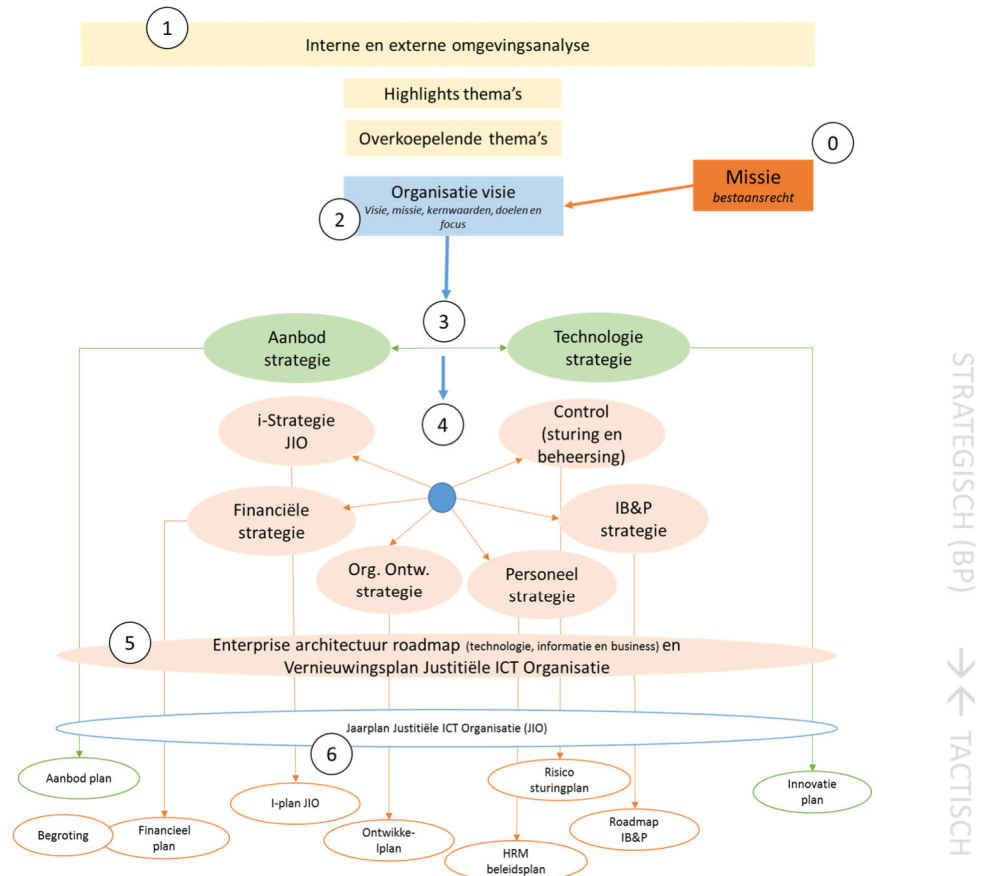 1
Interne en externe omgevingsanalyse
Highlights thema's
Overkoepelende thema's
0
Missie
bestaansrecht
Organisatie visie
Visie, missie, kernwaarden, doelen en
focus
2
3
Aanbod
strategie
Technologie
strategie
4
i-Strategie
JIO
Control
(sturing en
beheersing)
Financiële
strategie
IB&P
strategie
Org. Ontw.
strategie
Personeel
strategie
5
Enterprise architectuur roadmap (technologie, informatie en business) en
Vernieuwingsplan Justitiële ICT Organisatie
Jaarplan Justitiële ICT Organisatie (JIO)
6
Aanbod plan
I-plan JIO
Risico
sturingplan
Innovatie
plan
Begroting
Financieel
plan
Ontwikke-
lplan
HRM
beleidsplan
Roadmap
IB&P
STRATEGISCH (BP)
TACTISCH